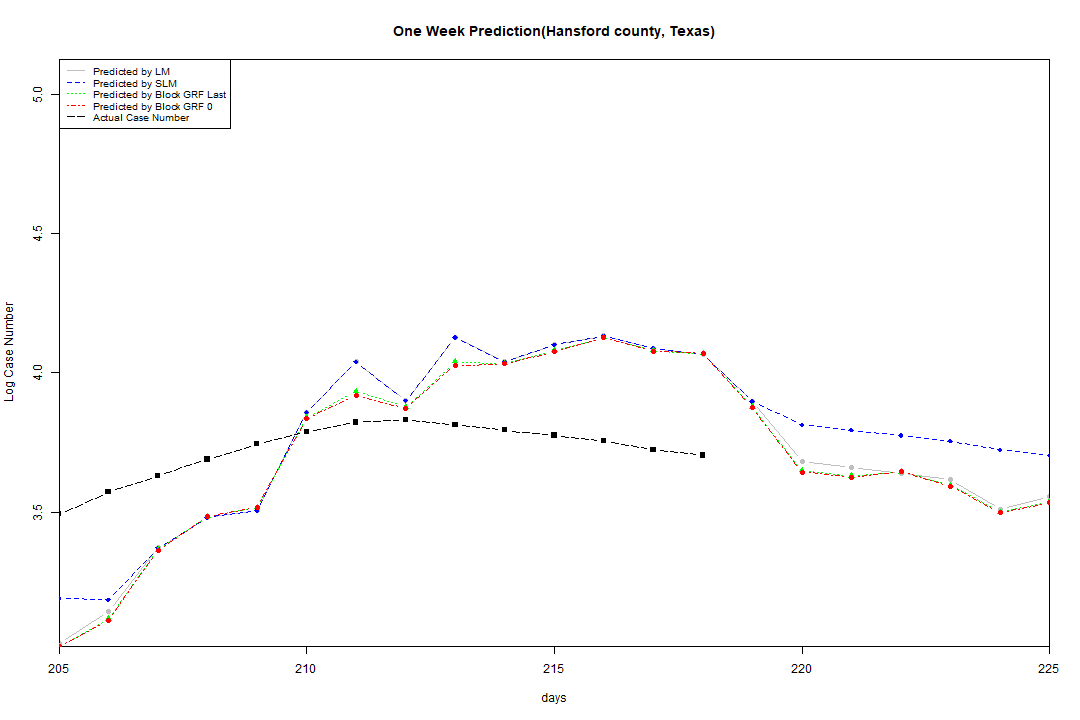 One Week Prediction(Hansford county, Texas)
Predicted by LM
Predicted by SLM
Predicted by Block GRF Last
Predicted by Block GRF 0
Actual Case Number
5.0
4.5
4.0
3.5
Log Case Number
205 210 215 220 225
days